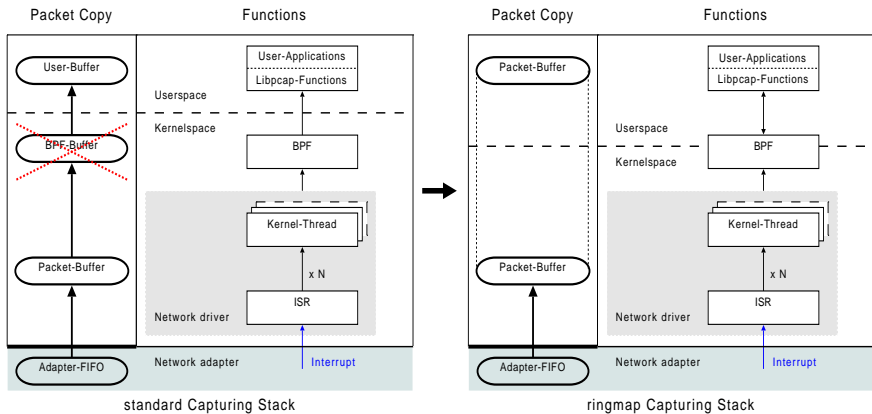 Packet Copy
Functions
User-Buffer
User-Applications
Libpcap-Functions
Userspace
Kernelspace
BPF-Buffer
BPF
Kernel-Thread
Packet-Buffer
x N
ISR
Network driver
Adapter-FIFO
Network adapter
Interrupt
standard Capturing Stack
Packet Copy
Functions
Packet-Buffer
User-Applications
Libpcap-Functions
Userspace
BPF
Kernelspace
Kernel-Thread
Packet-Buffer
x N
ISR
Network driver
Adapter-FIFO
Network adapter
Interrupt
ringmap Capturing Stack